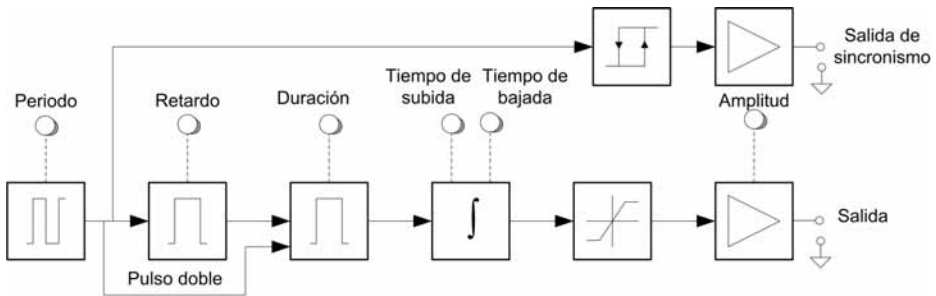 Salida de
sincronismo
Tiempo de
subida
Tiempo de
bajada
Periodo
Retardo
Duración
Amplitud
Salida
Pulso doble